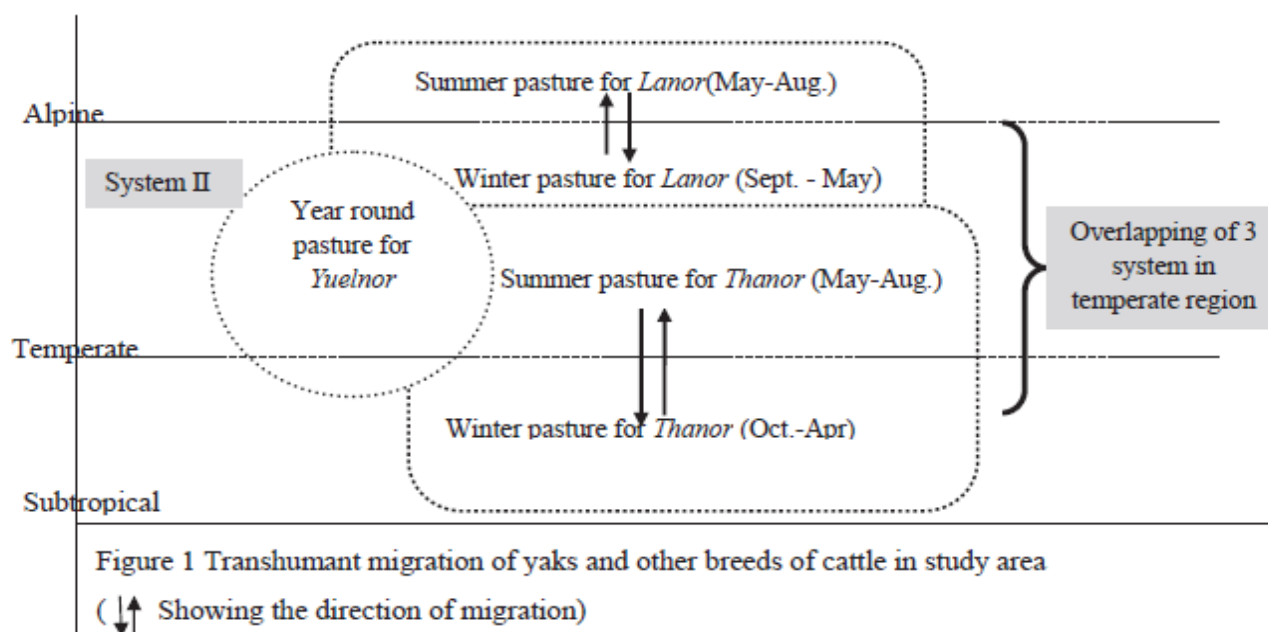 Summer pasture for Lanor(May-Aug.)
Alpine
Winter pasture for Lanor (Sept. - May)
System II
Year round
pasture for
Yuelnor
Overlapping of 3
system in
temperate region
Summer pasture for Thanor (May-Aug.)
Temperate
Winter pasture for Thanor (Oct.-Apr)
Subtropical
Figure 1 Transhumant migration of yaks and other breeds of cattle in study area
( ↓↑ Showing the direction of migration)